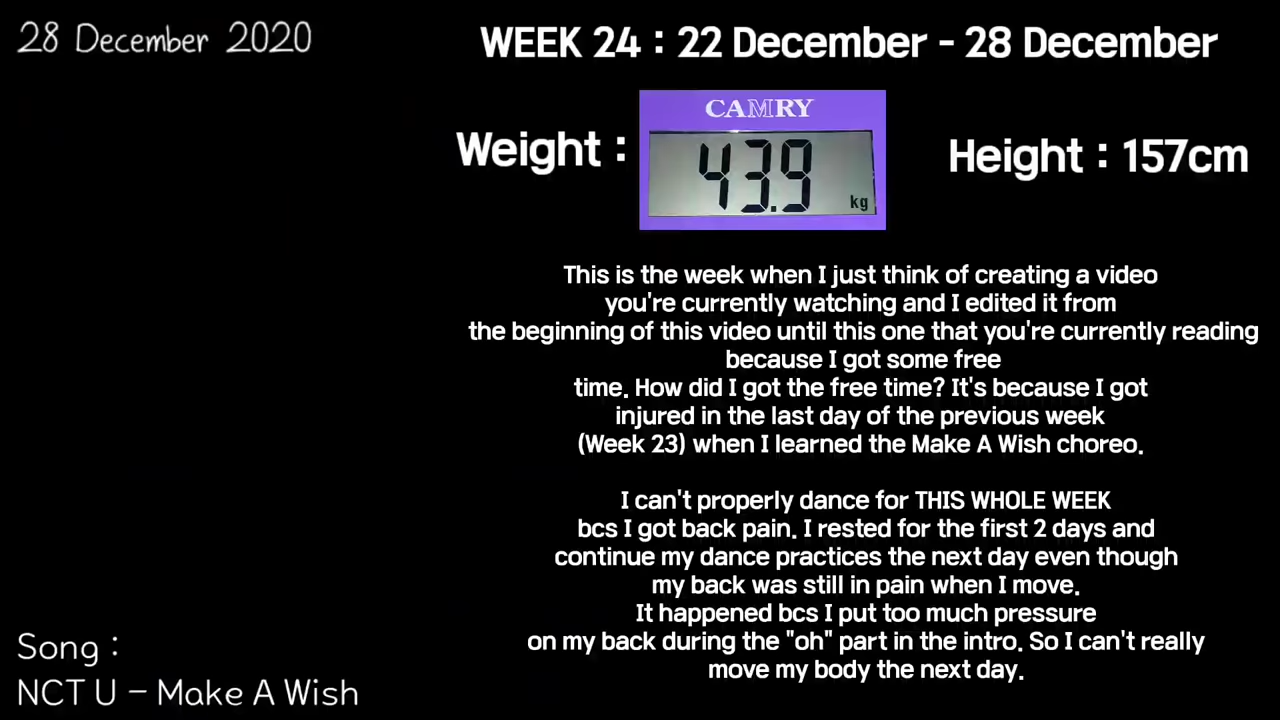 28 December 2020
WEEK 24 : 22 December - 28 December
CAMRY
Weight :
43.9
kg
Height : 157cm
This is the week when I just think of creating a video
you're currently watching and I edited it from
the beginning of this video until this one that you're currently reading
because I got some free
time. How did I got the free time? It's because I got
injured in the last day of the previous week
(Week 23) when I learned the Make A Wish choreo.
I can't properly dance for THIS WHOLE WEEK
bcs I got back pain. I rested for the first 2 days and
continue my dance practices the next day even though
my back was still in pain when I move.
It happened bcs I put too much pressure
on my back during the "oh" part in the intro. So I can't really
move my body the next day.
Song :
NCT U - Make A Wish